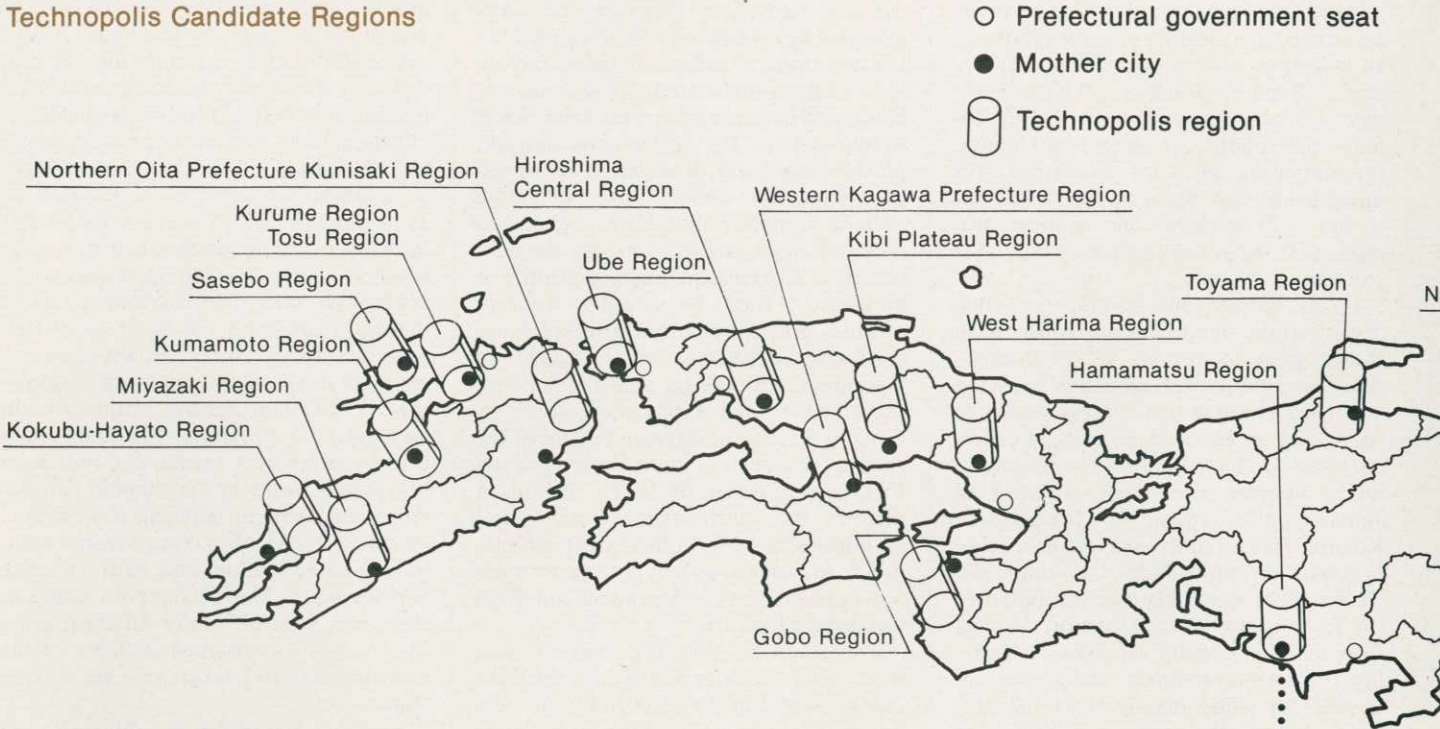 Technopolis Candidate Regions
Prefectural government seat
Mother city
Technopolis region
Northern Oita Prefecture Kunisaki Region
Hiroshima
Central Region
Western Kagawa Prefecture Region
Kurume Region
Tosu Region
Ube Region
Kibi Plateau Region
Sasebo Region
Toyama Region
N
Kumamoto Region
West Harima Region
Miyazaki Region
Hamamatsu Region
Kokubu-Hayato Region
Gobo Region